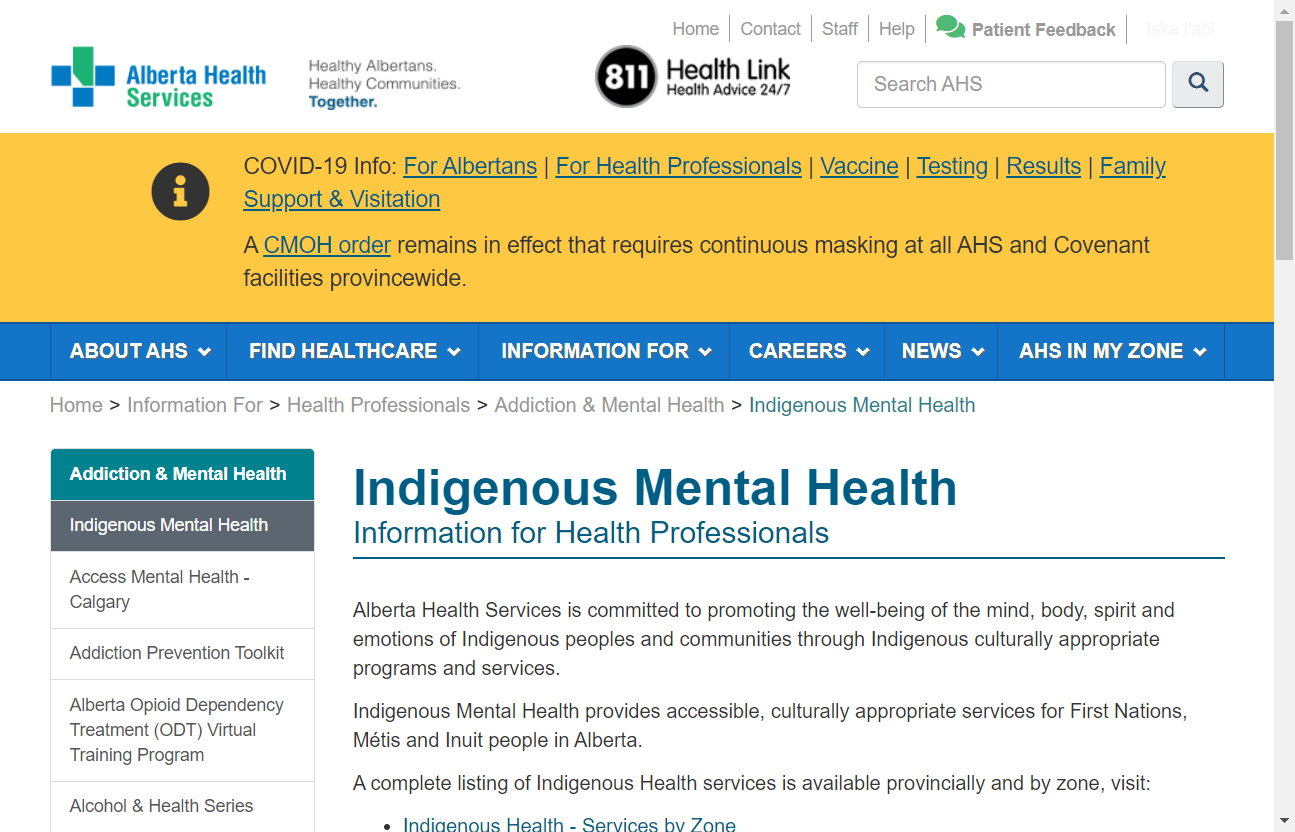 Home Contact Staff Help Patient Feedback Iska I'abi
Alberta Health
Services
Healthy Albertans.
Healthy Communities.
Together.
811 Health Link
Health Advice 24/7
Search AHS
COVID-19 Info: For Albertans | For Health Professionals | Vaccine | Testing | Results | Family
Support & Visitation
A CMOH order remains in effect that requires continuous masking at all AHS and Covenant
facilities provincewide.
ABOUT AHS FIND HEALTHCARE INFORMATION FOR CAREERS NEWS AHS IN MY ZONE
Home > Information For > Health Professionals > Addiction & Mental Health > Indigenous Mental Health
Addiction & Mental Health
Indigenous Mental Health
Access Mental Health -
Calgary
Addiction Prevention Toolkit
Alberta Opioid Dependency
Treatment (ODT) Virtual
Training Program
Alcohol & Health Series
Indigenous Mental Health
Information for Health Professionals
Alberta Health Services is committed to promoting the well-being of the mind, body, spirit and
emotions of Indigenous peoples and communities through Indigenous culturally appropriate
programs and services.
Indigenous Mental Health provides accessible, culturally appropriate services for First Nations,
Métis and Inuit people in Alberta.
A complete listing of Indigenous Health services is available provincially and by zone, visit:
• Indigenous Health - Services by Zone